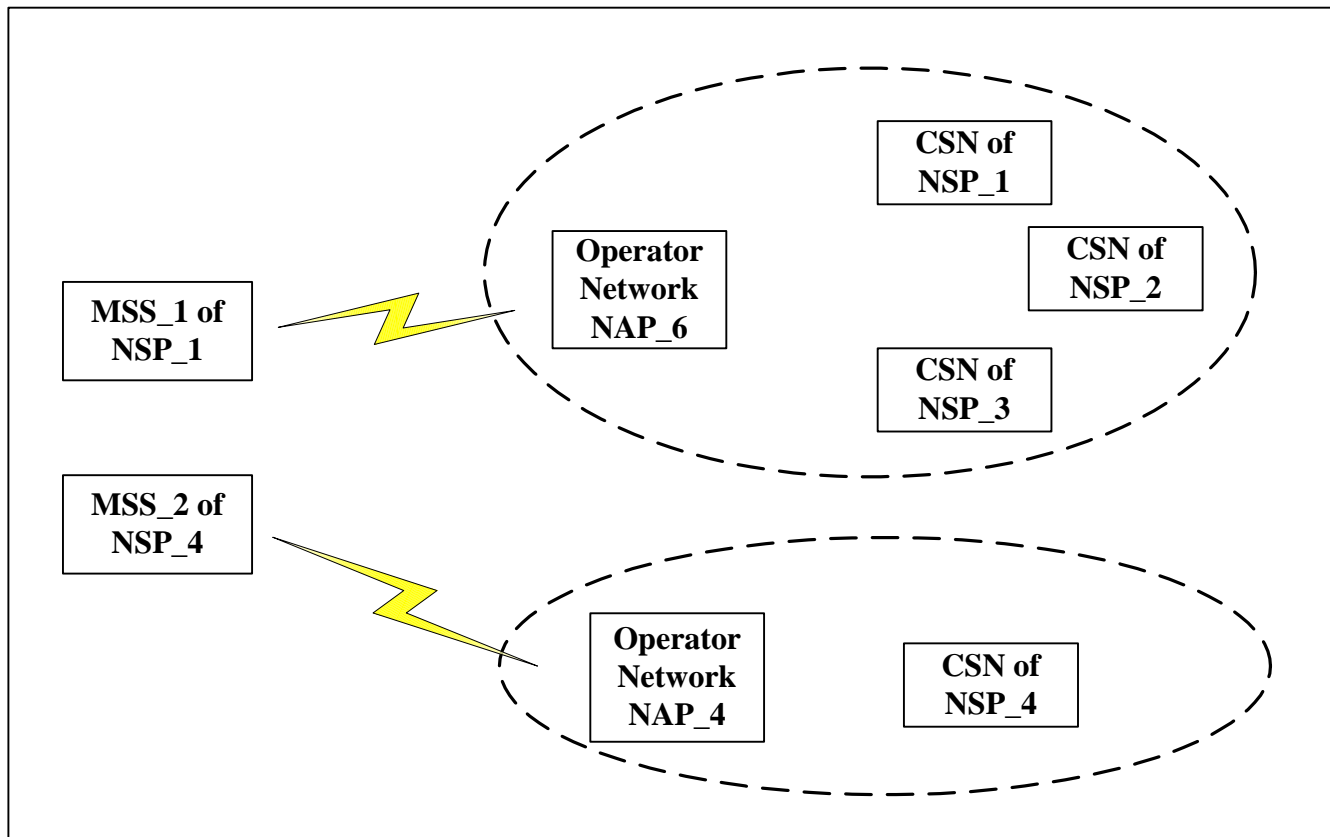 CSN of
NSP_1
Operator
Network
NAP_6
CSN of
NSP_2
MSS_1 of
NSP_1
CSN of
NSP_3
MSS_2 of
NSP_4
Operator
Network
NAP_4
CSN of
NSP_4